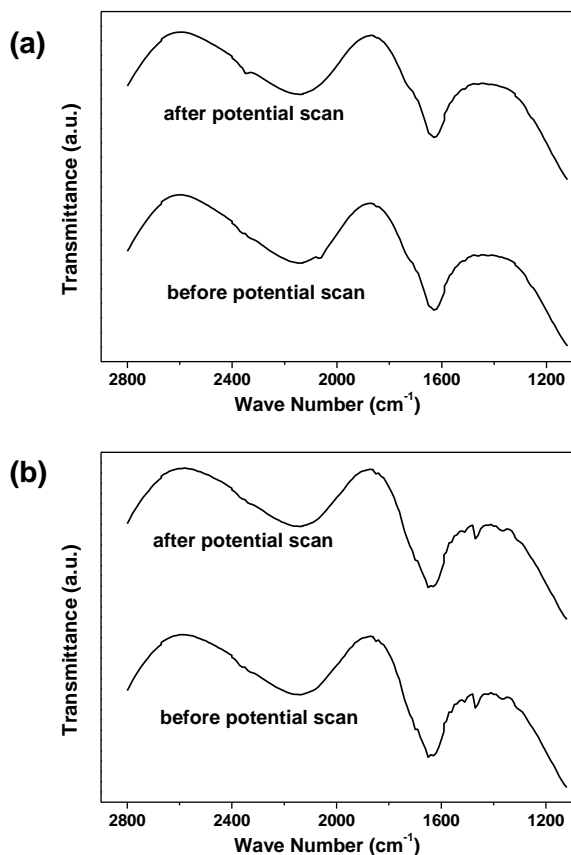 (a)
after potential scan
before potential scan
Transmittance (a.u.)
2800 2400 2000 1600 1200
Wave Number (cm⁻¹)
(b)
after potential scan
before potential scan
Transmittance (a.u.)
2800 2400 2000 1600 1200
Wave Number (cm⁻¹)